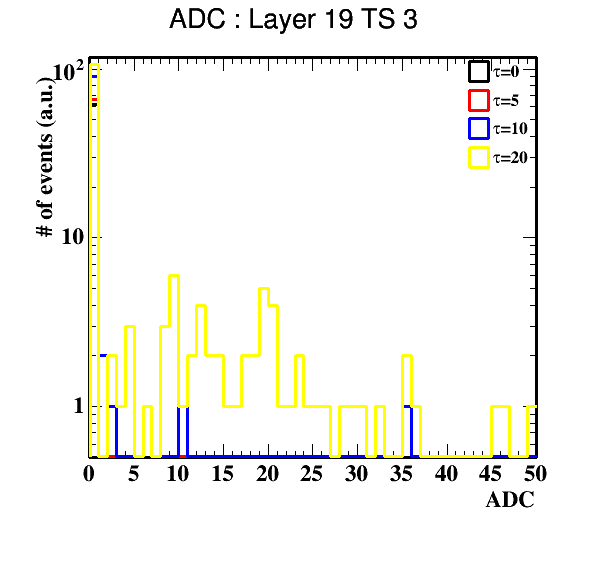 ADC : Layer 19 TS 3
# of events (a.u.)
10²
10
1
τ=0
τ=5
τ=10
τ=20
0 5 10 15 20 25 30 35 40 45 50
ADC